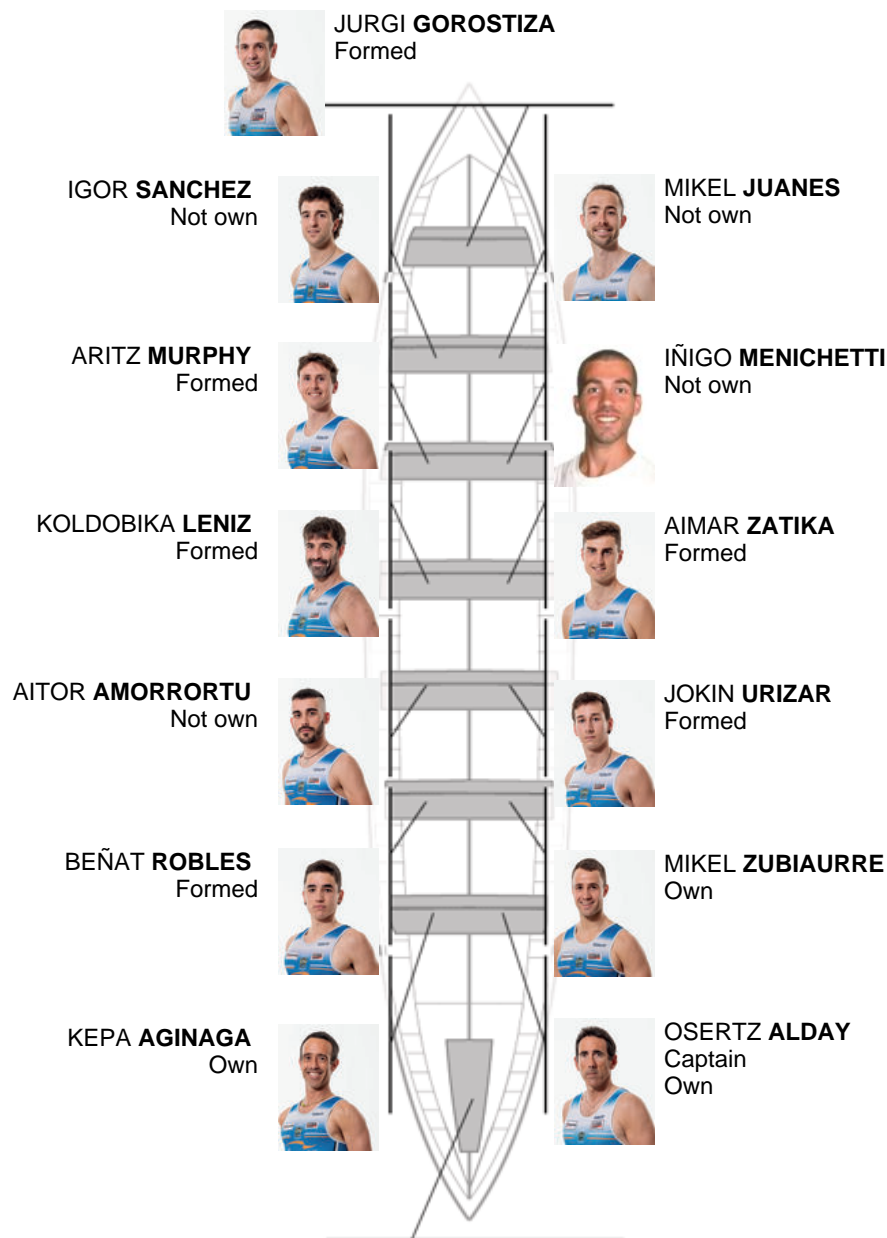 JURGI GOROSTIZA
Formed
IGOR SANCHEZ
Not own
MIKEL JUANES
Not own
ARITZ MURPHY
Formed
IÑIGO MENICHETTI
Not own
KOLDOBIKA LENIZ
Formed
AIMAR ZATIKA
Formed
AITOR AMORRORTU
Not own
JOKIN URIZAR
Formed
BEÑAT ROBLES
Formed
MIKEL ZUBIAURRE
Own
KEPA AGINAGA
Own
OSERTZ ALDAY
Captain
Own